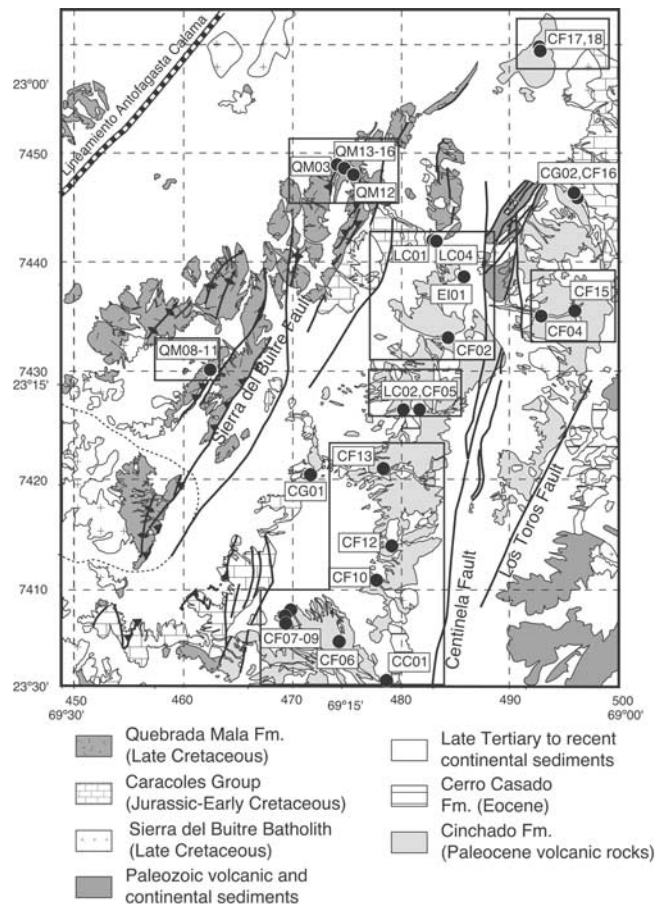 CF17,18
Lineamiento Antofagasta Calama
23°00'
7450
QM13-16
QM03
QM12
CG02,CF16
LC01 LC04
7440
EI01
CF15
CF04
CF02
QM08-11
7430
23°15'
Sierra del Buitre Fault
LC02,CF05
CF13
7420
CG01
Los Toros Fault
CF12
CF10
7410
Centinela Fault
CF07-09
CF06
CC01
23°30'
450 460 470 480 490 500
69°30' 69°15' 69°00'
Quebrada Mala Fm.
(Late Cretaceous)
Caracoles Group
(Jurassic-Early Cretaceous)
Sierra del Buitre Batholith
(Late Cretaceous)
Paleozoic volcanic and
continental sediments
Late Tertiary to recent
continental sediments
Cerro Casado
Fm. (Eocene)
Cinchado Fm.
(Paleocene volcanic rocks)